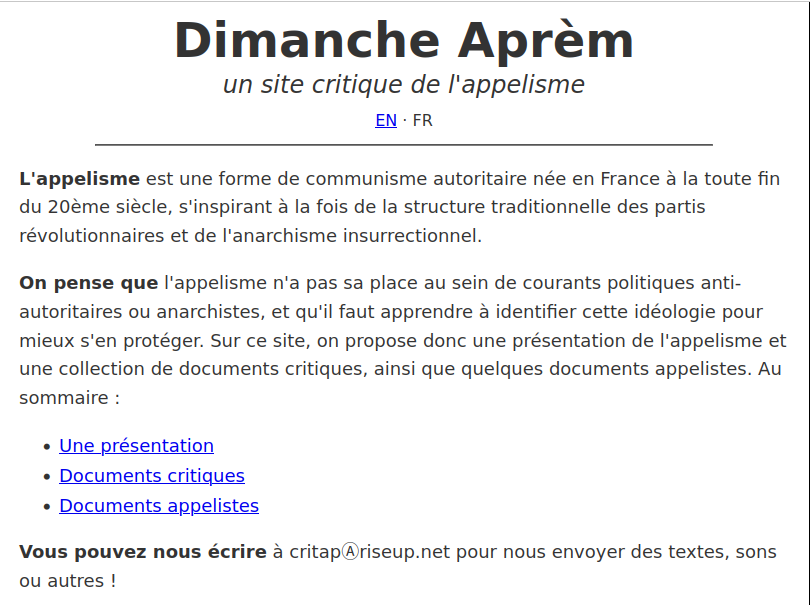 Dimanche Aprèm
un site critique de l'appelisme
EN · FR
L'appelisme est une forme de communisme autoritaire née en France à la toute fin
du 20ème siècle, s'inspirant à la fois de la structure traditionnelle des partis
révolutionnaires et de l'anarchisme insurrectionnel.
On pense que l'appelisme n'a pas sa place au sein de courants politiques anti-
autoritaires ou anarchistes, et qu'il faut apprendre à identifier cette idéologie pour
mieux s'en protéger. Sur ce site, on propose donc une présentation de l'appelisme et
une collection de documents critiques, ainsi que quelques documents appelistes. Au
sommaire :
• Une présentation
• Documents critiques
• Documents appelistes
Vous pouvez nous écrire à critapⒶriseup.net pour nous envoyer des textes, sons
ou autres !